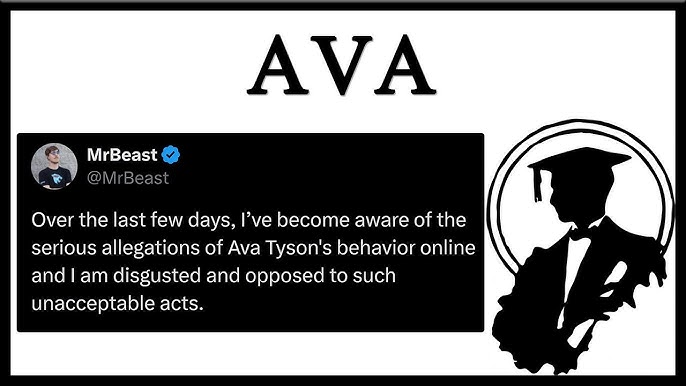 AVA
MrBeast
@MrBeast
Over the last few days, I’ve become aware of the
serious allegations of Ava Tyson's behavior online
and I am disgusted and opposed to such
unacceptable acts.